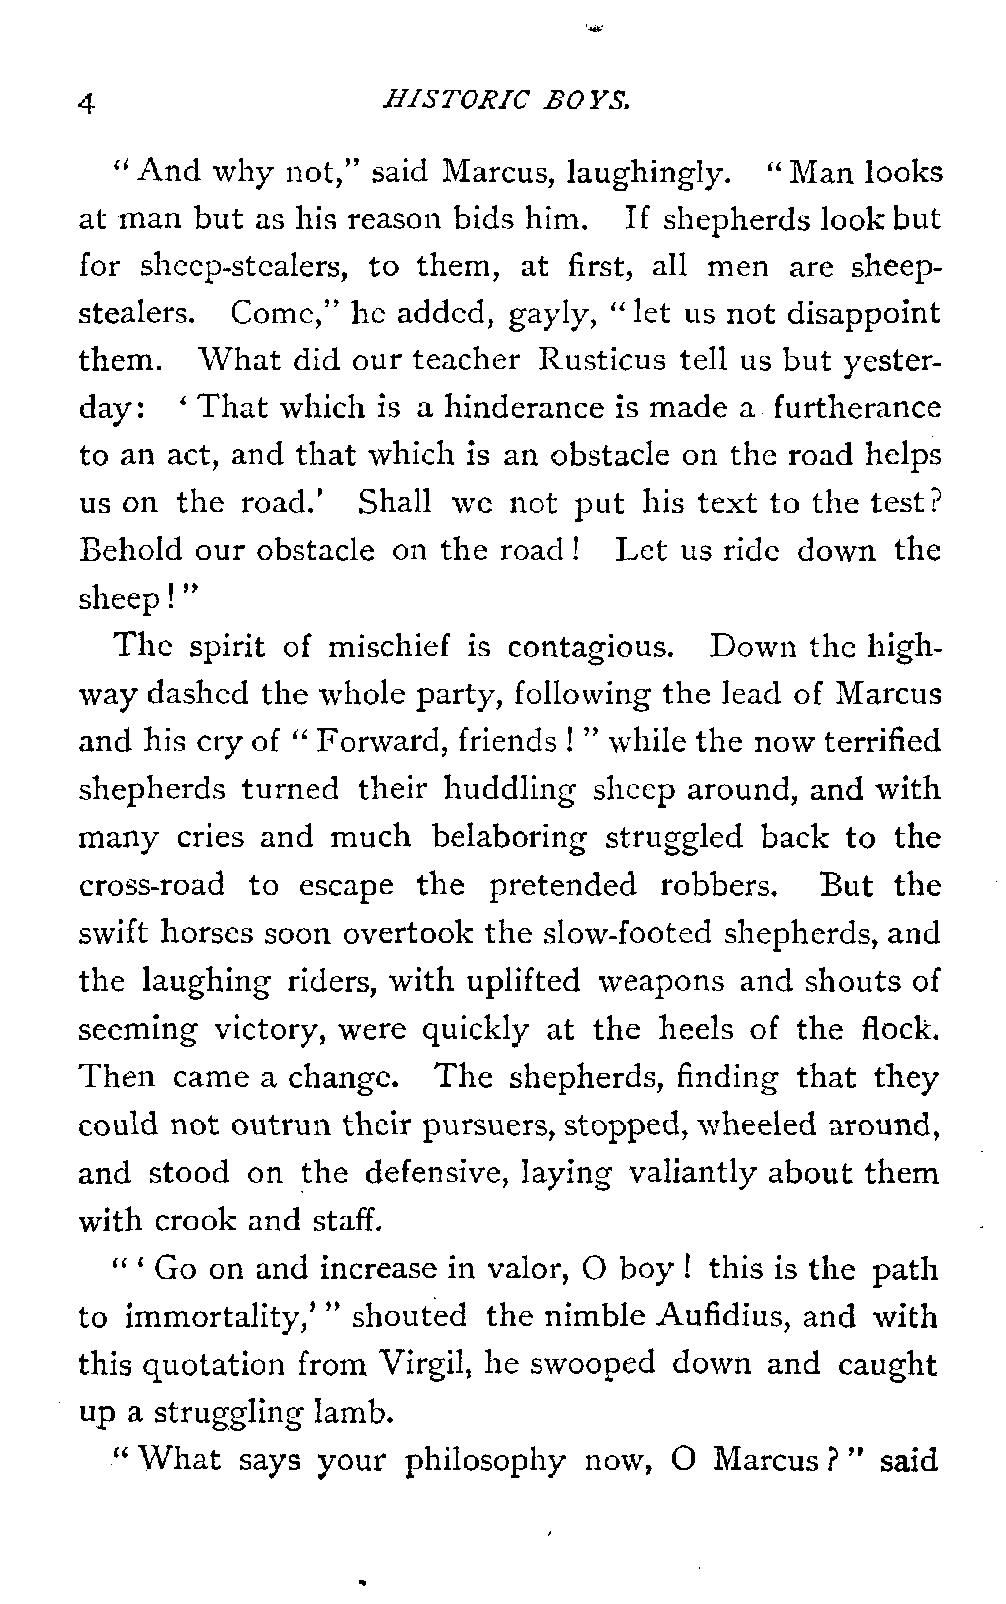 4 HISTORIC BOYS.
"And why not," said Marcus, laughingly. "Man looks
at man but as his reason bids him. If shepherds look but
for sheep-stealers, to them, at first, all men are sheep-
stealers. Come," he added, gayly, "let us not disappoint
them. What did our teacher Rusticus tell us but yester-
day: 'That which is a hinderance is made a furtherance
to an act, and that which is an obstacle on the road helps
us on the road.' Shall we not put his text to the test?
Behold our obstacle on the road! Let us ride down the
sheep!"
The spirit of mischief is contagious. Down the high-
way dashed the whole party, following the lead of Marcus
and his cry of "Forward, friends!" while the now terrified
shepherds turned their huddling sheep around, and with
many cries and much belaboring struggled back to the
cross-road to escape the pretended robbers. But the
swift horses soon overtook the slow-footed shepherds, and
the laughing riders, with uplifted weapons and shouts of
seeming victory, were quickly at the heels of the flock.
Then came a change. The shepherds, finding that they
could not outrun their pursuers, stopped, wheeled around,
and stood on the defensive, laying valiantly about them
with crook and staff.
"'Go on and increase in valor, O boy! this is the path
to immortality,'" shouted the nimble Aufidius, and with
this quotation from Virgil, he swooped down and caught
up a struggling lamb.
"What says your philosophy now, O Marcus?" said